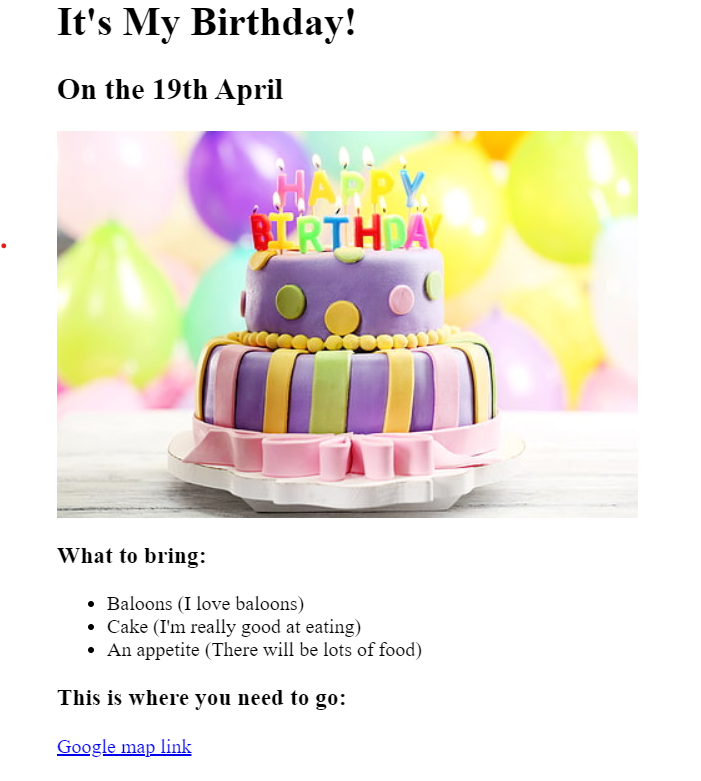 It's My Birthday!
On the 19th April
HAPPY
BIRTHDAY
What to bring:
Baloons (I love baloons)
Cake (I'm really good at eating)
An appetite (There will be lots of food)
This is where you need to go:
Google map link